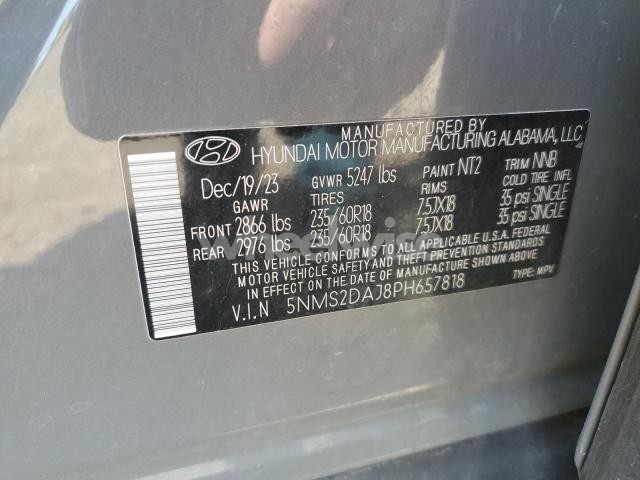 MANUFACTURED BY
HYUNDAI MOTOR MANUFACTURING ALABAMA, LLC
Dec/19/23 GVWR 5247 lbs PAINT NT2 TRIM NNB
GAWR TIRES RIMS COLD TIRE INFL
FRONT 2866 lbs 235/60R18 7.5JX18 35 psi SINGLE
REAR 2976 lbs 235/60R18 7.5JX18 35 psi SINGLE
THIS VEHICLE CONFORMS TO ALL APPLICABLE U.S.A. FEDERAL
MOTOR VEHICLE SAFETY AND THEFT PREVENTION STANDARDS
IN EFFECT ON THE DATE OF MANUFACTURE SHOWN ABOVE.
V.I.N 5NMS2DAJ8PH657818 TYPE: MPV